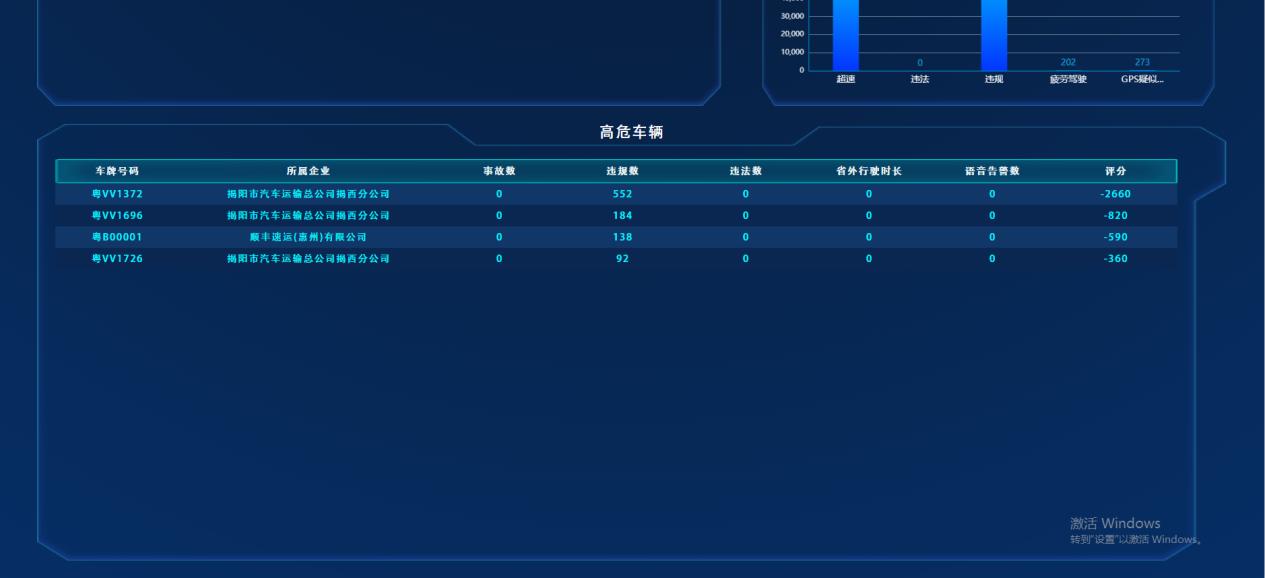 30,000
20,000
10,000
0
0
202
273
超速
违法
违规
疲劳驾驶
GPS疑似...
高危车辆
车牌号码 所属企业 事故数 违规数 违法数 省外行驶时长 语音告警数 评分
粤VV1372 揭阳市汽车运输总公司揭西分公司 0 552 0 0 0 -2660
粤VV1696 揭阳市汽车运输总公司揭西分公司 0 184 0 0 0 -820
粤B00001 顺丰速运(惠州)有限公司 0 138 0 0 0 -590
粤VV1726 揭阳市汽车运输总公司揭西分公司 0 92 0 0 0 -360
激活 Windows
转到"设置"以激活 Windows。